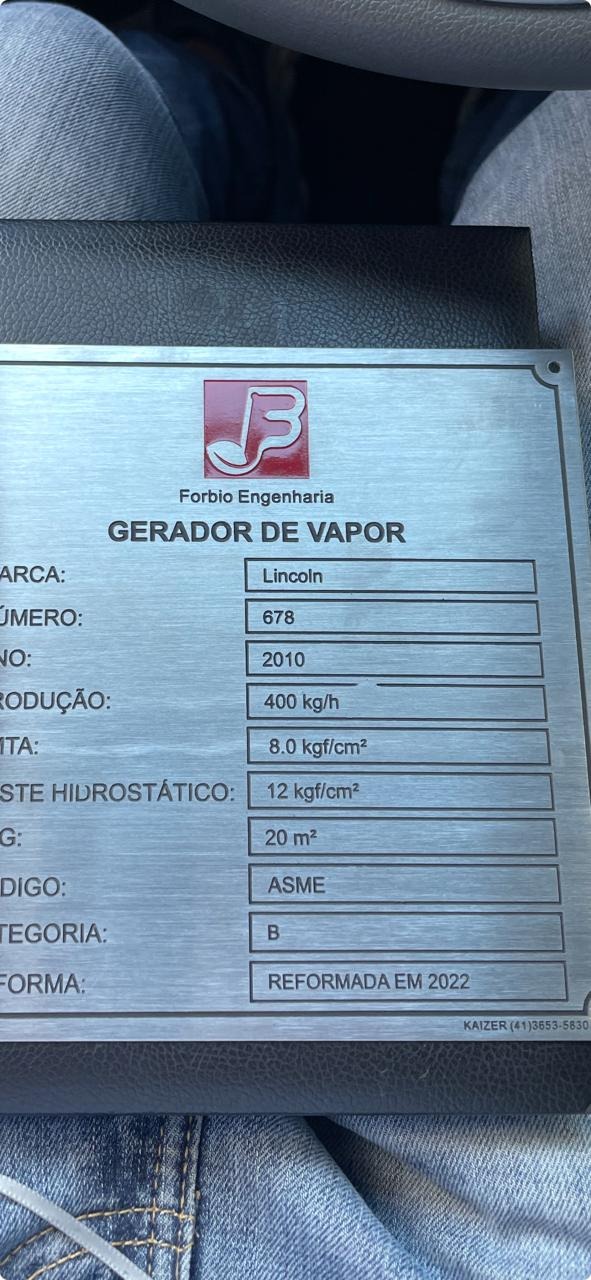 Forbio Engenharia
GERADOR DE VAPOR
ARCA: Lincoln
ÚMERO: 678
NO: 2010
RODUÇÃO: 400 kg/h
MTA: 8.0 kgf/cm²
STE HIDROSTÁTICO: 12 kgf/cm²
G: 20 m²
DIGO: ASME
TEGORIA: B
FORMA: REFORMADA EM 2022
KAIZER (41)3653-5830